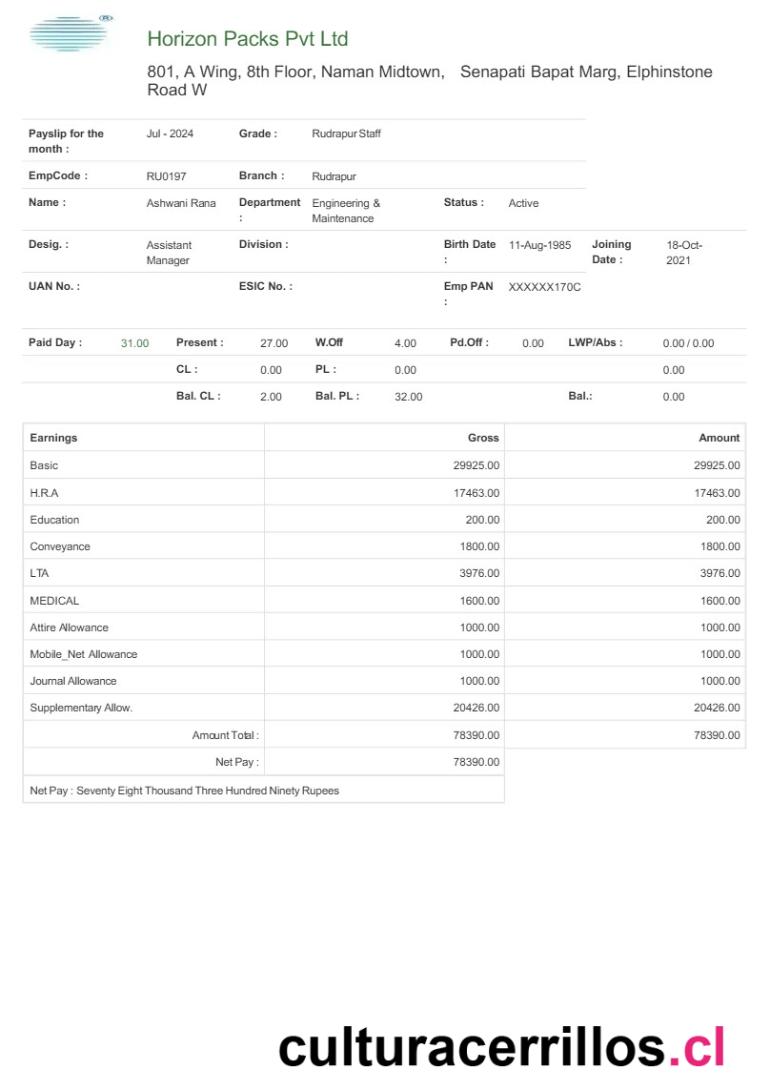 Horizon Packs Pvt Ltd
801, A Wing, 8th Floor, Naman Midtown, Senapati Bapat Marg, Elphinstone
Road W
Payslip for the month : Jul - 2024 Grade : Rudrapur Staff
EmpCode : RU0197 Branch : Rudrapur
Name : Ashwani Rana Department : Engineering & Maintenance Status : Active
Desig. : Assistant Manager Division : Birth Date : 11-Aug-1985 Joining Date : 18-Oct-2021
UAN No. : ESIC No. : Emp PAN : XXXXXX170C
Paid Day : 31.00 Present : 27.00 W.Off 4.00 Pd.Off : 0.00 LWP/Abs : 0.00 / 0.00
CL : 0.00 PL : 0.00 0.00
Bal. CL : 2.00 Bal. PL : 32.00 Bal.: 0.00
Earnings Gross Amount
Basic 29925.00 29925.00
H.R.A 17463.00 17463.00
Education 200.00 200.00
Conveyance 1800.00 1800.00
LTA 3976.00 3976.00
MEDICAL 1600.00 1600.00
Attire Allowance 1000.00 1000.00
Mobile_Net Allowance 1000.00 1000.00
Journal Allowance 1000.00 1000.00
Supplementary Allow. 20426.00 20426.00
Amount Total : 78390.00 78390.00
Net Pay : 78390.00
Net Pay : Seventy Eight Thousand Three Hundred Ninety Rupees
culturacerrillos.cl